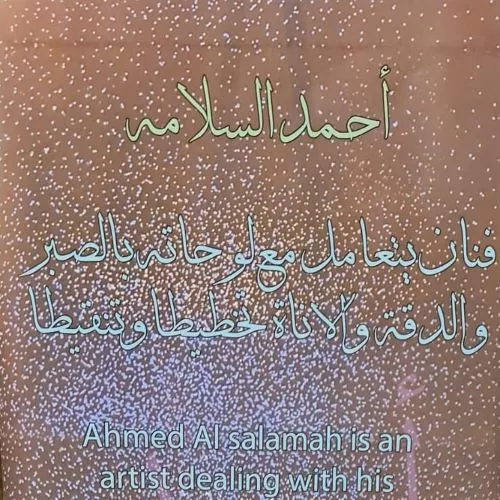 أحمد السلامه
فنان يتعامل مع لوحاته بالصبر
والدقة والاناة تخطيطا وتنقيطا
Ahmed Al salamah is an
artist dealing with his